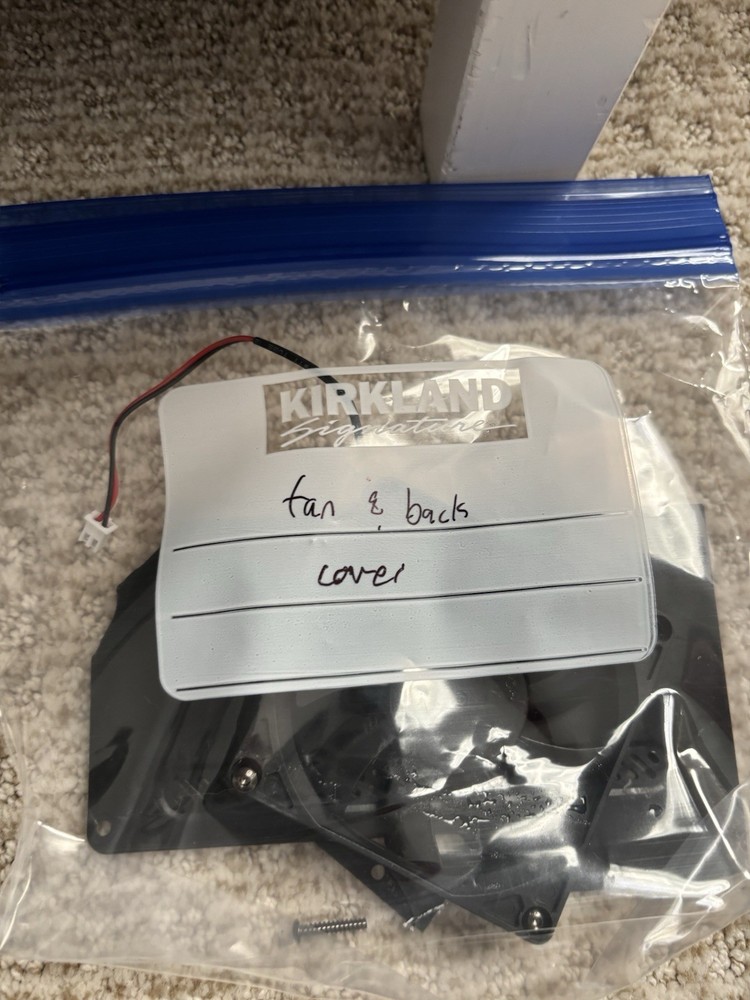 KIRKLAND
Signature
fan & back
cover